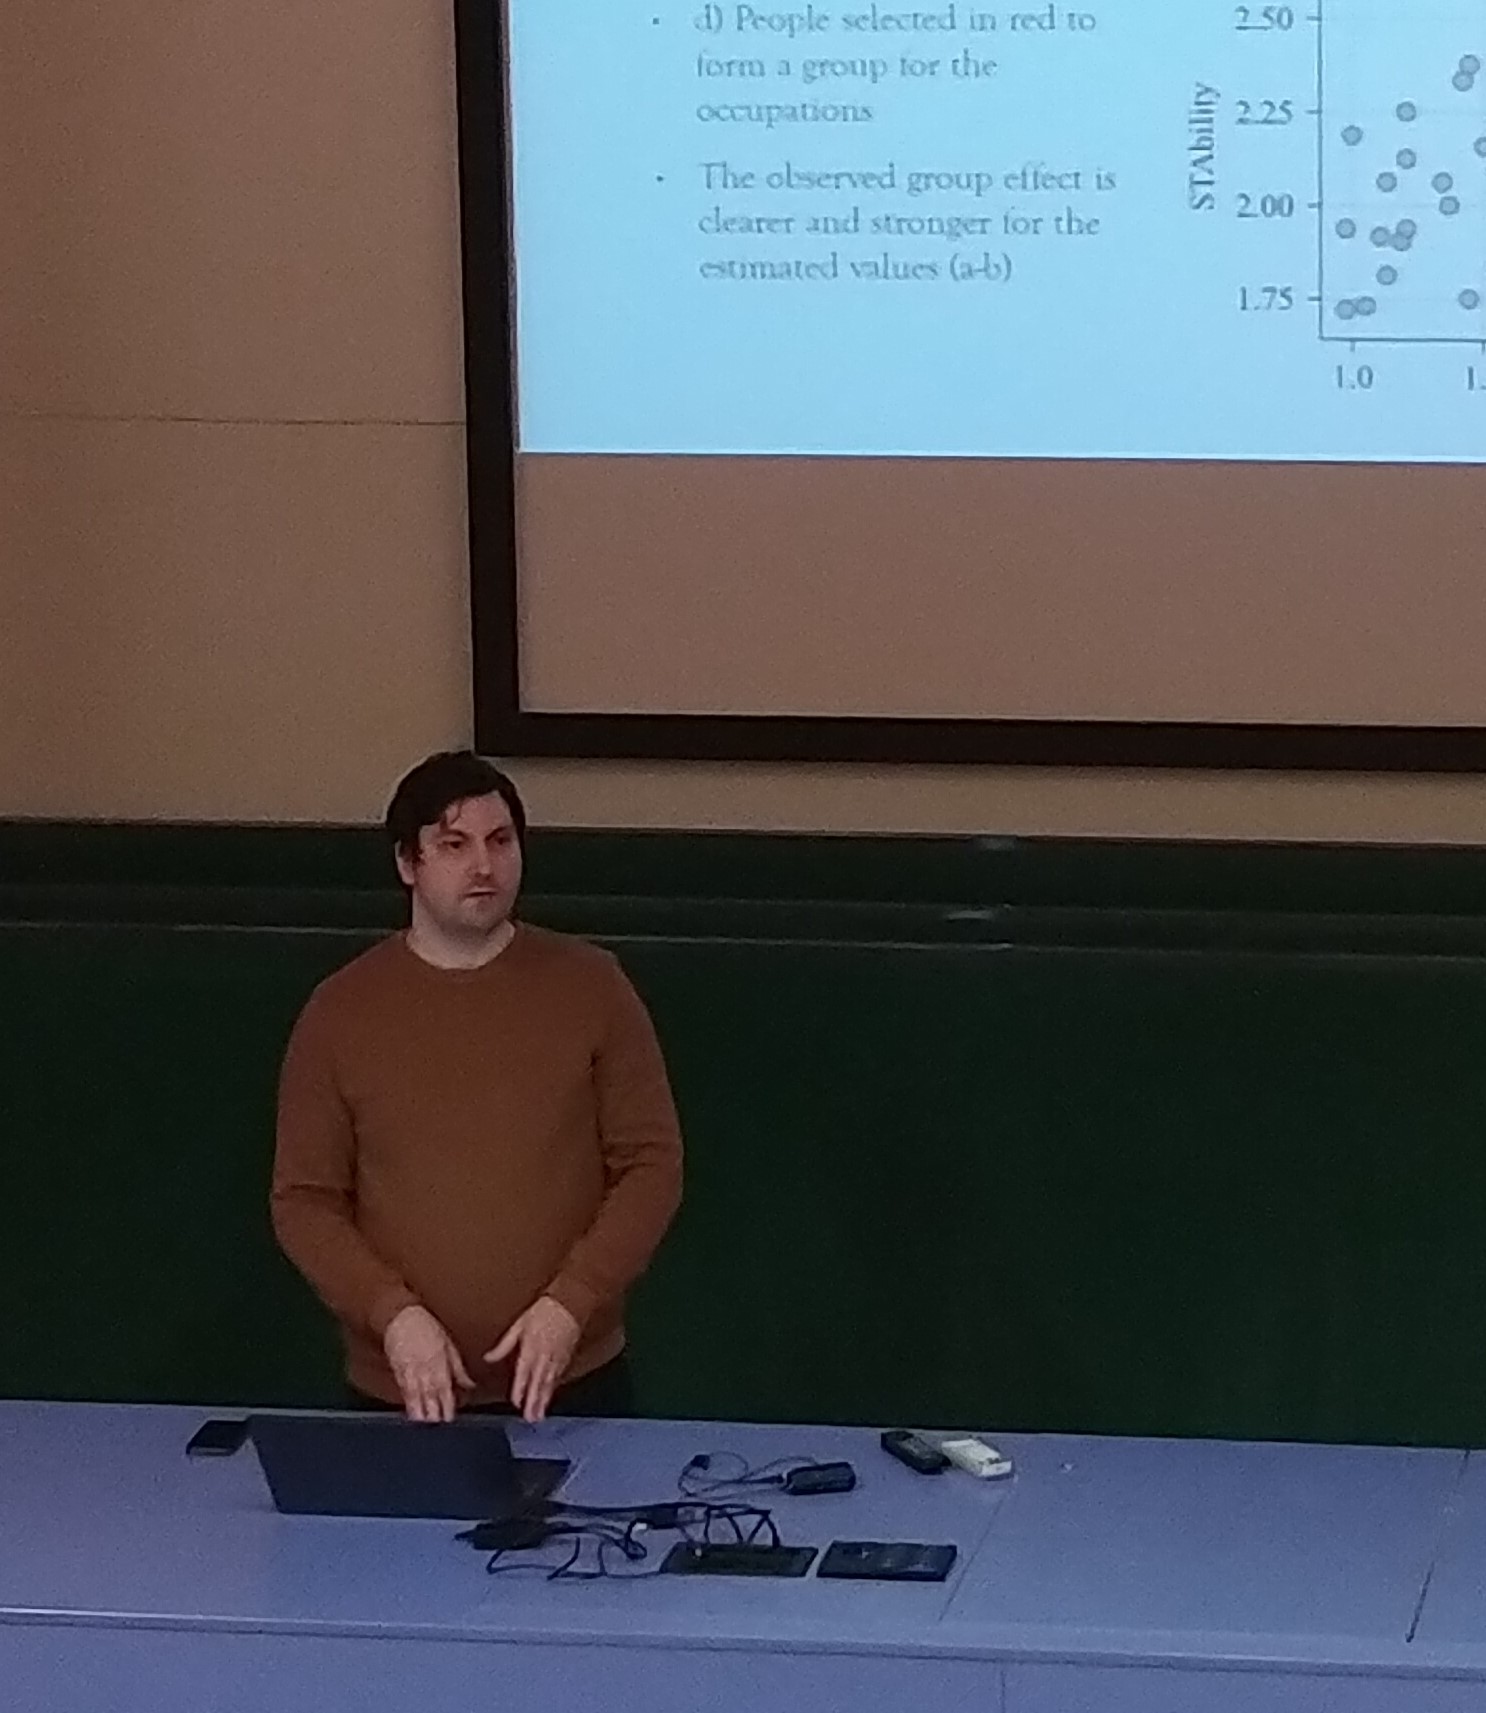 · d) People selected in red to
form a group for the
occupations
· The observed group effect is
clearer and stronger for the
estimated values (a-b)
STAbility
2.50
2.25
2.00
1.75
1.0